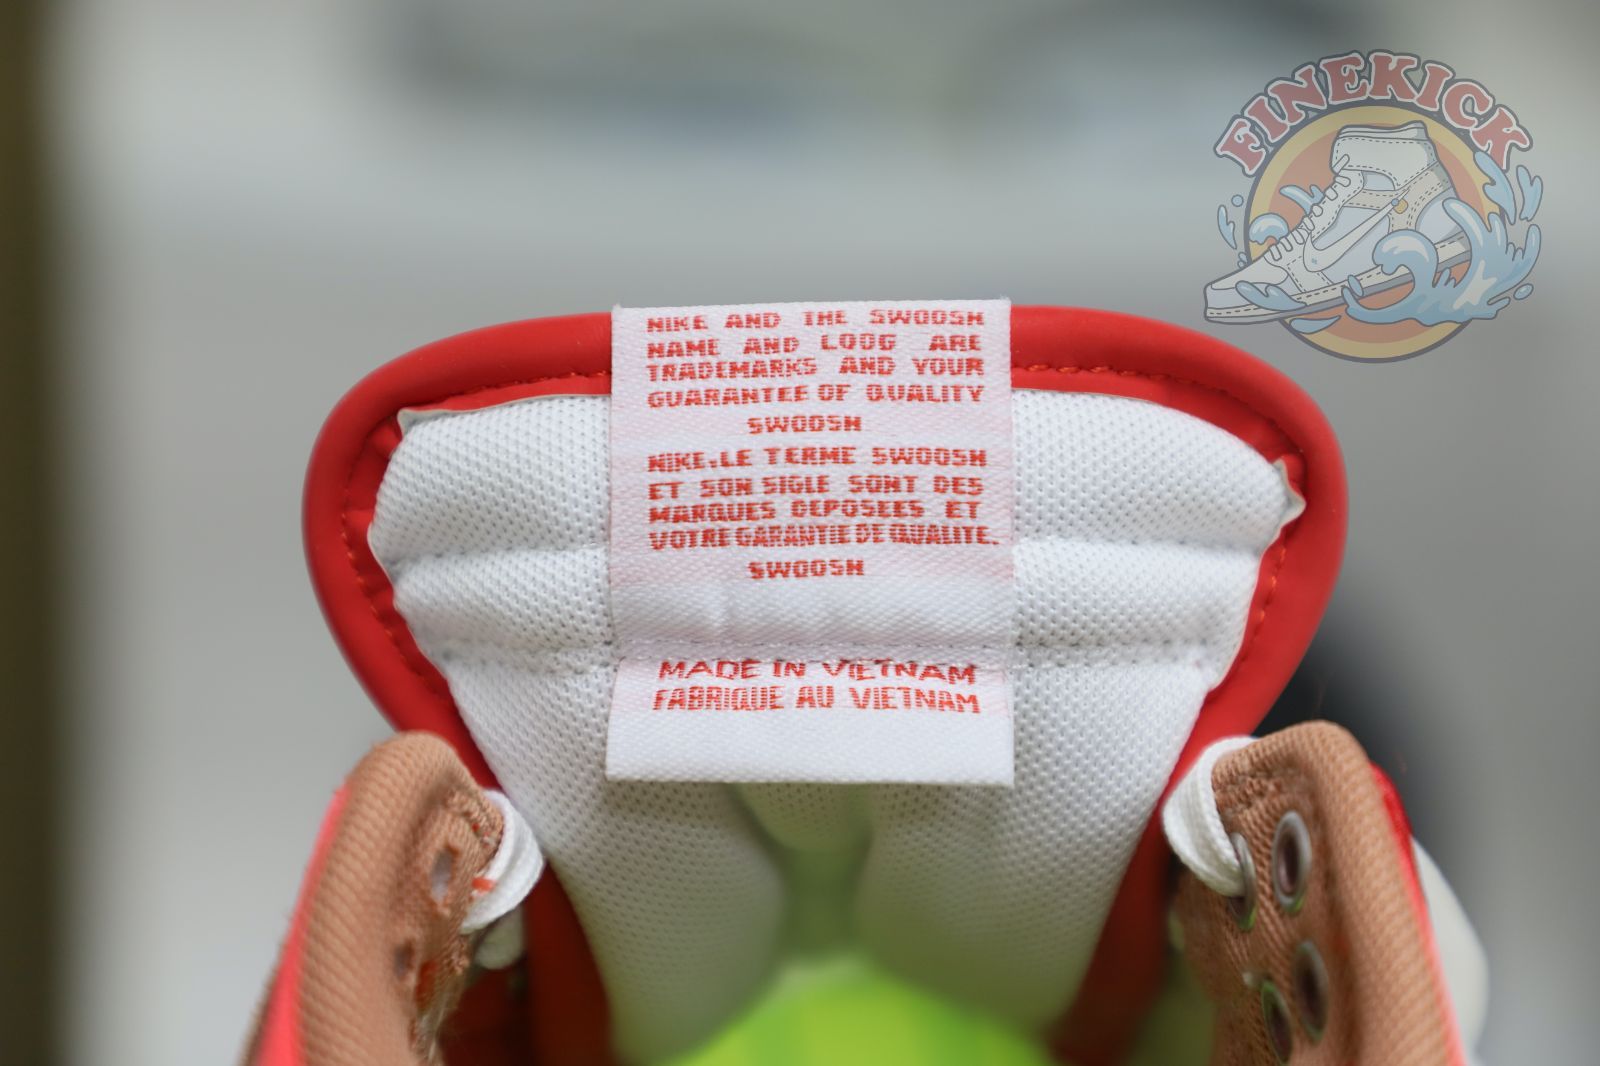 FINEKICK
NIKE AND THE SWOOSH
NAME AND LOOG ARE
TRADEMARKS AND YOUR
GUARANTEE OF QUALITY
SWOOSH
NIKE.LE TERME SWOOSH
ET SON SIGLE SONT DES
MARQUES DEPOSEES ET
VOTRE GARANTIE DE QUALITE.
SWOOSH
MADE IN VIETNAM
FABRIQUE AU VIETNAM